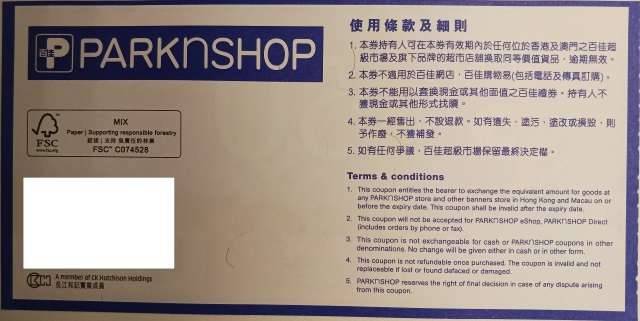 百佳
PARKNSHOP
FSC
www.fsc.org
MIX
Paper | Supporting responsible forestry
FSC® C074528
A member of CK Hutchison Holdings
長江和記實業成員
使用條款及細則
1. 本券持有人可在本券有效期內於任何位於香港及澳門之百佳超
級市場及旗下品牌的超市店舖換取同等價值貨品，逾期無效。
2. 本券不適用於百佳網店，百佳購物易(包括電話及傳真訂購)。
3. 本券不能用以套換現金或其他面值之百佳禮券。持有人不
獲現金或其他形式找續。
4. 本券一經售出，不設退款。如有遺失、塗污、塗改或損毀，則
予作廢，不獲補發。
5. 如有任何爭議，百佳超級市場保留最終決定權。
Terms & conditions
1. This coupon entitles the bearer to exchange the equivalent amount for goods at
any PARKNSHOP store and other banners store in Hong Kong and Macau on or
before the expiry date. This coupon shall be invalid after the expiry date.
2. This coupon will not be accepted for PARKNSHOP eShop, PARKNSHOP Direct
(includes orders by phone or fax).
3. This coupon is not exchangeable for cash or PARKNSHOP coupons in other
denominations. No change will be given either in cash or in other form.
4. This coupon is not refundable once purchased. The coupon is invalid and not
replaceable if lost or found defaced or damaged.
5. PARKNSHOP reserves the right of final decision in case of any dispute arising
from this coupon.